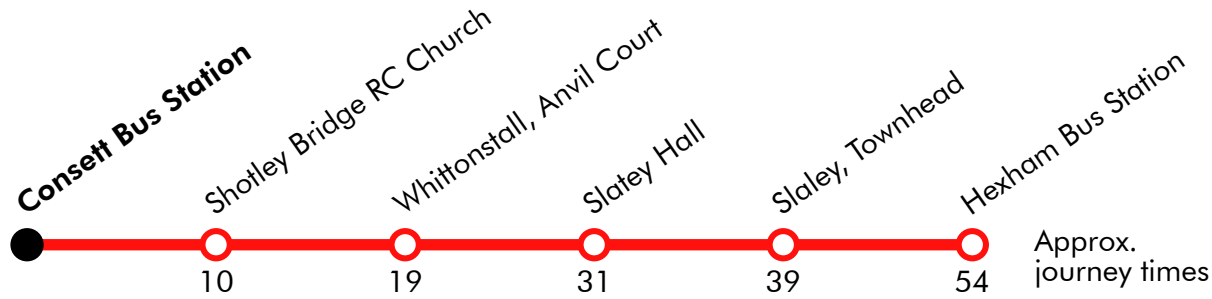 Consett Bus Station
Shotley Bridge RC Church
Whittonstall, Anvil Court
Slatey Hall
Slaley, Townhead
Hexham Bus Station
10
19
31
39
54
Approx.
journey times